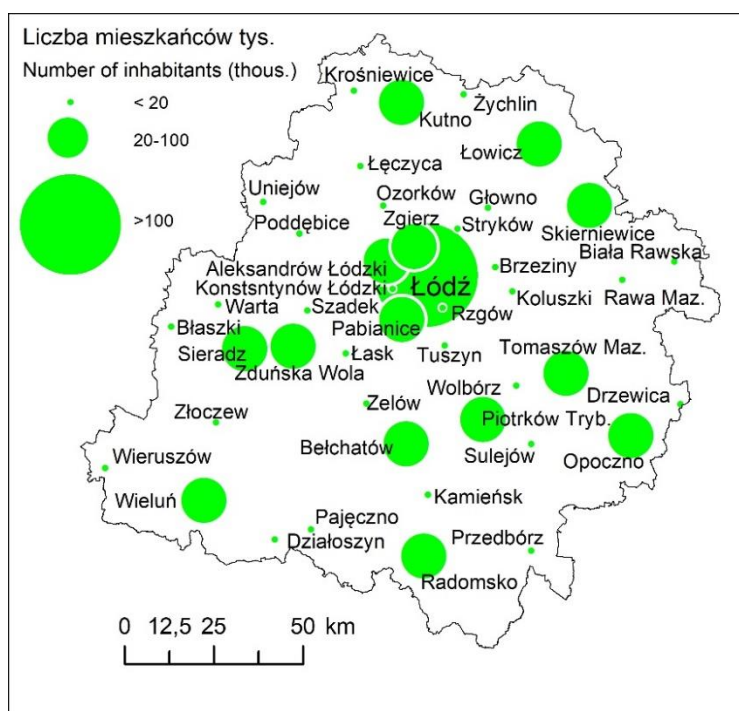 Liczba mieszkańców tys.
Number of inhabitants (thous.)
< 20
20-100
>100
Krośniewice
Żychlin
Kutno
Łowicz
Łęczyca
Uniejów
Ozorków
Głowno
Zgierz
Stryków
Poddębice
Skierniewice
Biała Rawska
Aleksandrów Łódzki
Brzeziny
Konstsntynów Łódzki
Łódź
Koluszki
Rawa Maz.
Warta
Szadek
Rzgów
Błaszki
Pabianice
Sieradz
Łask
Tuszyn
Tomaszów Maz.
Zduńska Wola
Wolbórz
Drzewica
Złoczew
Zelów
Piotrków Tryb.
Bełchatów
Sulejów
Opoczno
Wieruszów
Wieluń
Kamieńsk
Pajęczno
Działoszyn
Przedbórz
Radomsko
0 12,5 25 50 km